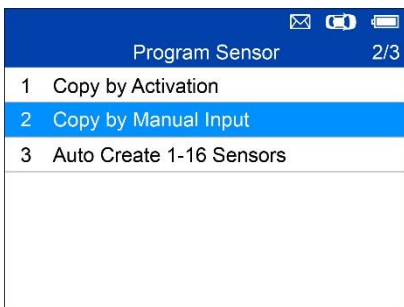 Program Sensor 2/3
1 Copy by Activation
2 Copy by Manual Input
3 Auto Create 1-16 Sensors